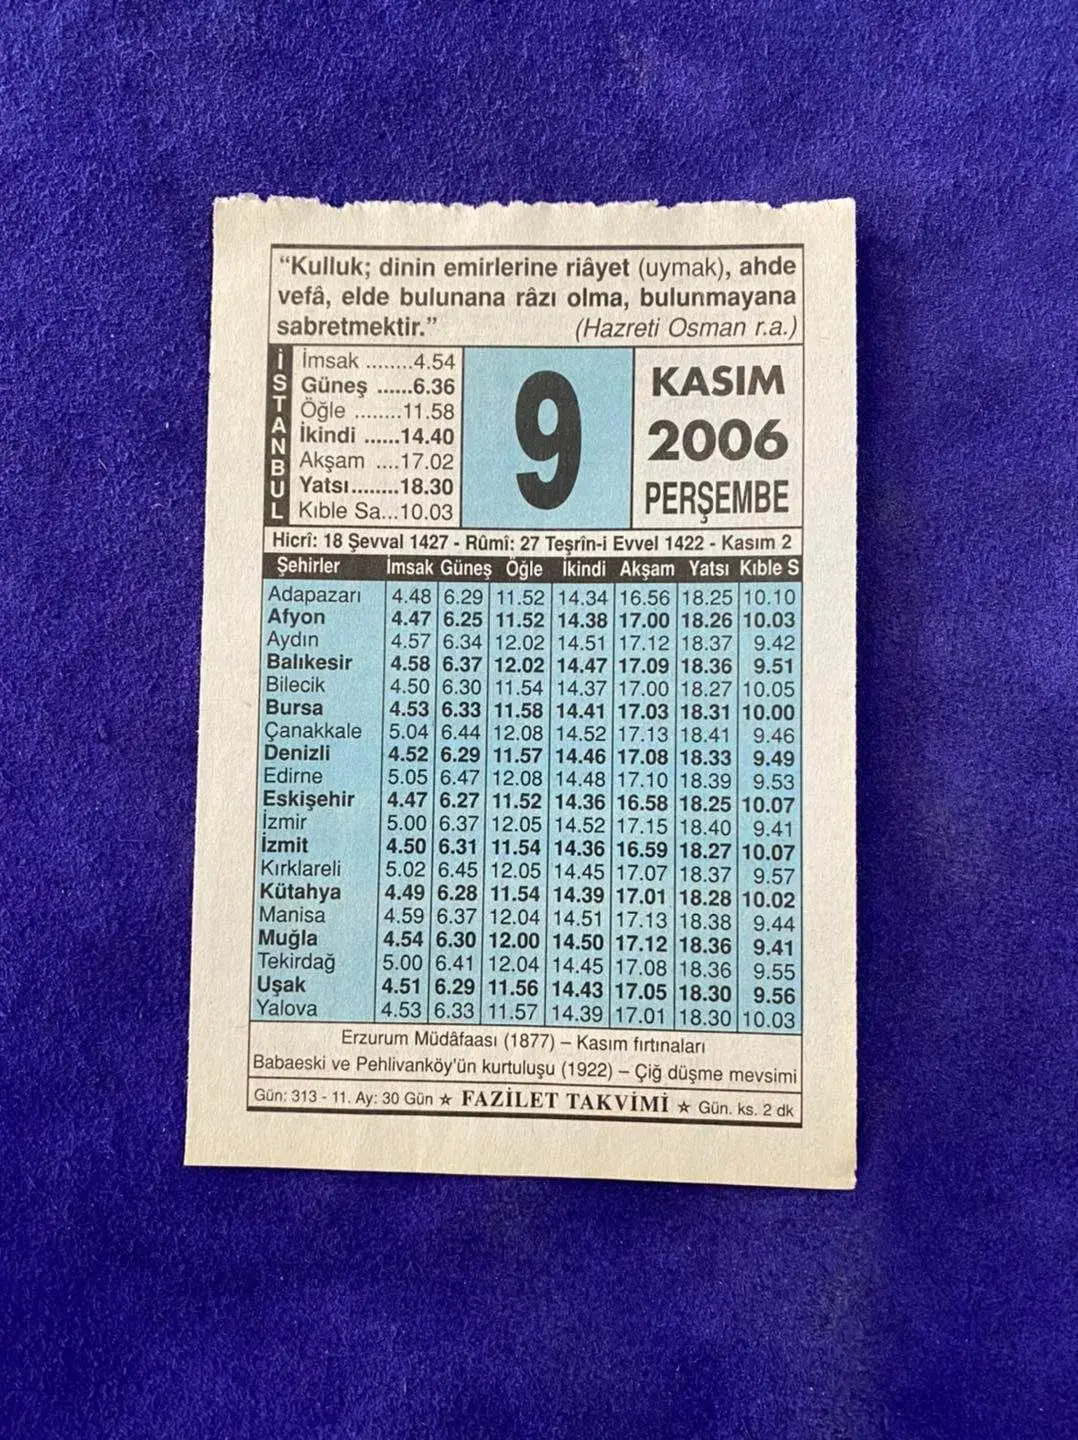 “Kulluk; dinin emirlerine riâyet (uymak), ahde
vefâ, elde bulunana râzı olma, bulunmayana
sabretmektir.” (Hazreti Osman r.a.)
İSTANBUL
İmsak ........4.54
Güneş ......6.36
Öğle ........11.58
İkindi ......14.40
Akşam ....17.02
Yatsı........18.30
Kıble Sa...10.03
9
KASIM
2006
PERŞEMBE
Hicrî: 18 Şevval 1427 - Rûmî: 27 Teşrîn-i Evvel 1422 - Kasım 2
Şehirler İmsak Güneş Öğle İkindi Akşam Yatsı Kıble S
Adapazarı 4.48 6.29 11.52 14.34 16.56 18.25 10.10
Afyon 4.47 6.25 11.52 14.38 17.00 18.26 10.03
Aydın 4.57 6.34 12.02 14.51 17.12 18.37 9.42
Balıkesir 4.58 6.37 12.02 14.47 17.09 18.36 9.51
Bilecik 4.50 6.30 11.54 14.37 17.00 18.27 10.05
Bursa 4.53 6.33 11.58 14.41 17.03 18.31 10.00
Çanakkale 5.04 6.44 12.08 14.52 17.13 18.41 9.46
Denizli 4.52 6.29 11.57 14.46 17.08 18.33 9.49
Edirne 5.05 6.47 12.08 14.48 17.10 18.39 9.53
Eskişehir 4.47 6.27 11.52 14.36 16.58 18.25 10.07
İzmir 5.00 6.37 12.05 14.52 17.15 18.40 9.41
İzmit 4.50 6.31 11.54 14.36 16.59 18.27 10.07
Kırklareli 5.02 6.45 12.05 14.45 17.07 18.37 9.57
Kütahya 4.49 6.28 11.54 14.39 17.01 18.28 10.02
Manisa 4.59 6.37 12.04 14.51 17.13 18.38 9.44
Muğla 4.54 6.30 12.00 14.50 17.12 18.36 9.41
Tekirdağ 5.00 6.41 12.04 14.45 17.08 18.36 9.55
Uşak 4.51 6.29 11.56 14.43 17.05 18.30 9.56
Yalova 4.53 6.33 11.57 14.39 17.01 18.30 10.03
Erzurum Müdâfaası (1877) – Kasım fırtınaları
Babaeski ve Pehlivanköy'ün kurtuluşu (1922) – Çiğ düşme mevsimi
Gün: 313 - 11. Ay: 30 Gün ★ FAZİLET TAKVİMİ ★ Gün. ks. 2 dk